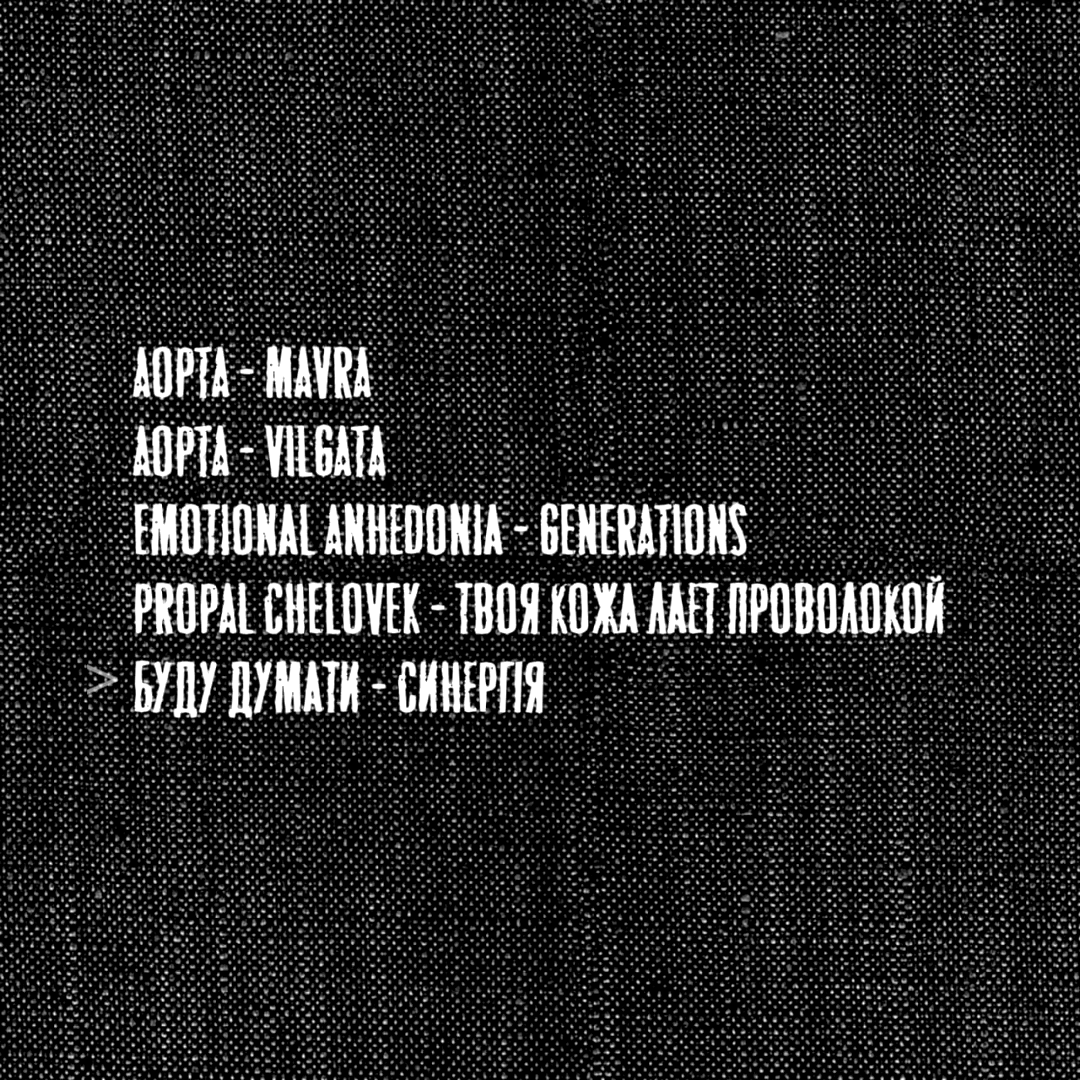 АОРТА - MAVRA
АОРТА - VILGATA
EMOTIONAL ANHEDONIA - GENERATIONS
PROPAL CHELOVEK - ТВОЯ КОЖА ЛАЕТ ПРОВОЛОКОЙ
> БУДУ ДУМАТИ - СИНЕРГІЯ